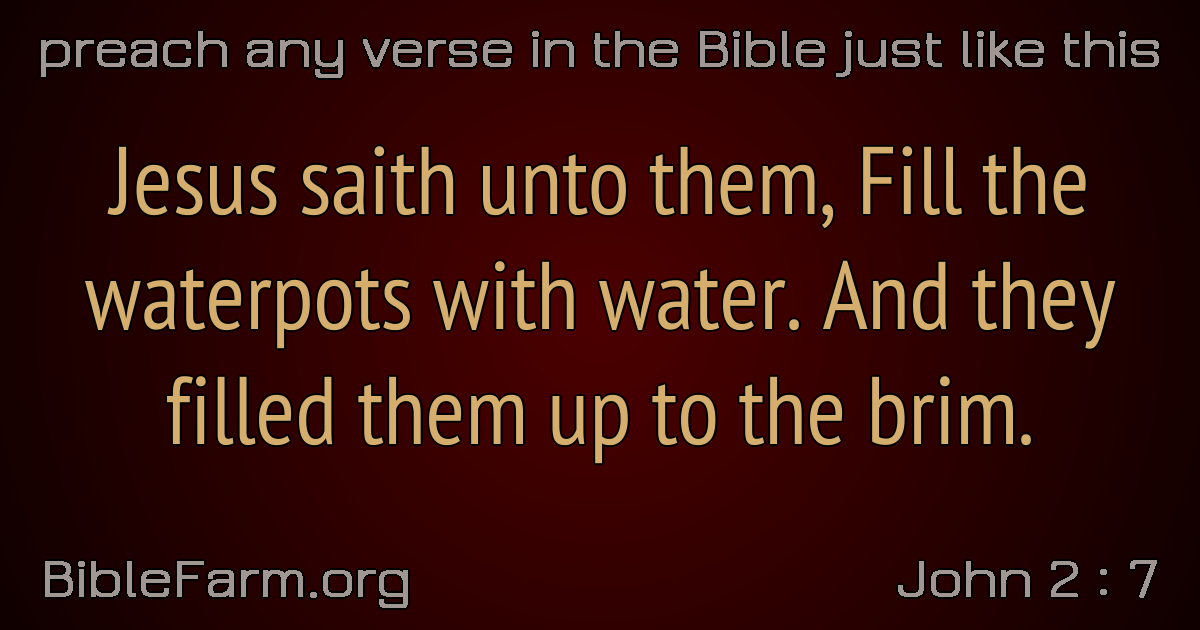 preach any verse in the Bible just like this
Jesus saith unto them, Fill the
waterpots with water. And they
filled them up to the brim.
BibleFarm.org
John 2 : 7